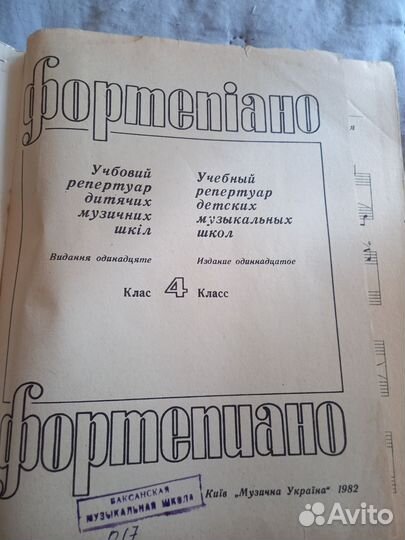 фортепіано
Учбовий
репертуар
дитячих
музичних
шкіл
Видання одинадцяте
Учебный
репертуар
детских
музыкальных
школ
Издание одиннадцатое
Клас 4 Класс
фортепиано
БАКСАНСКАЯ
МУЗЫКАЛЬНАЯ ШКОЛА
Київ „Музична Україна" 1982
Avito